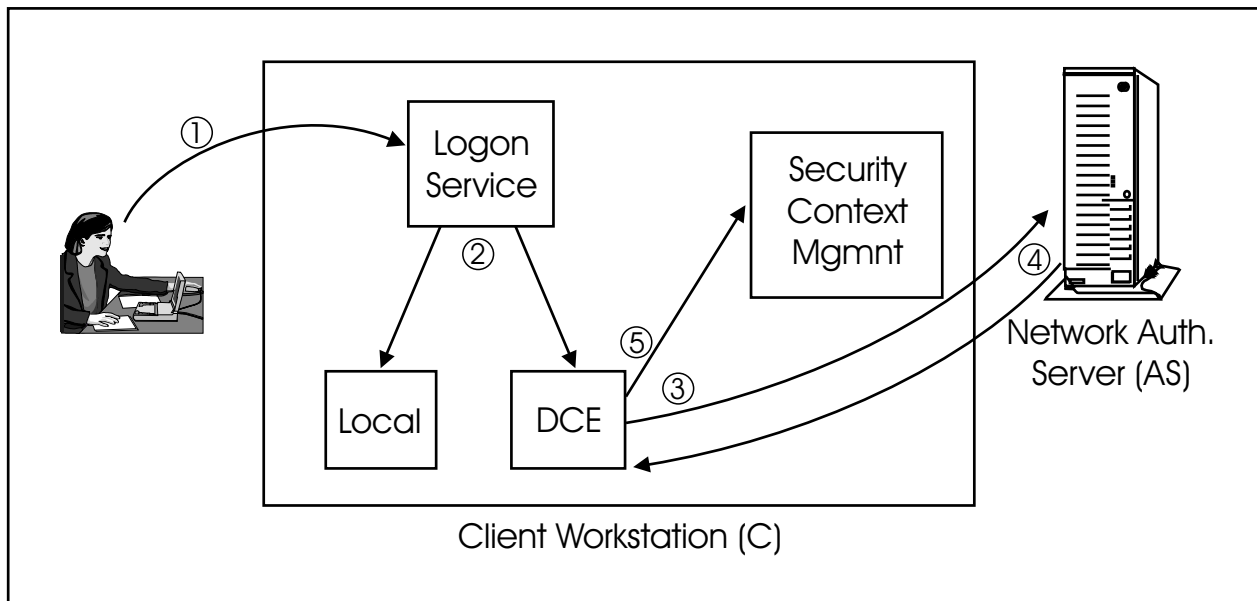 ①
Logon
Service
Security
Context
Mgmnt
②
④
Network Auth.
Server (AS)
⑤
③
Local
DCE
Client Workstation (C)